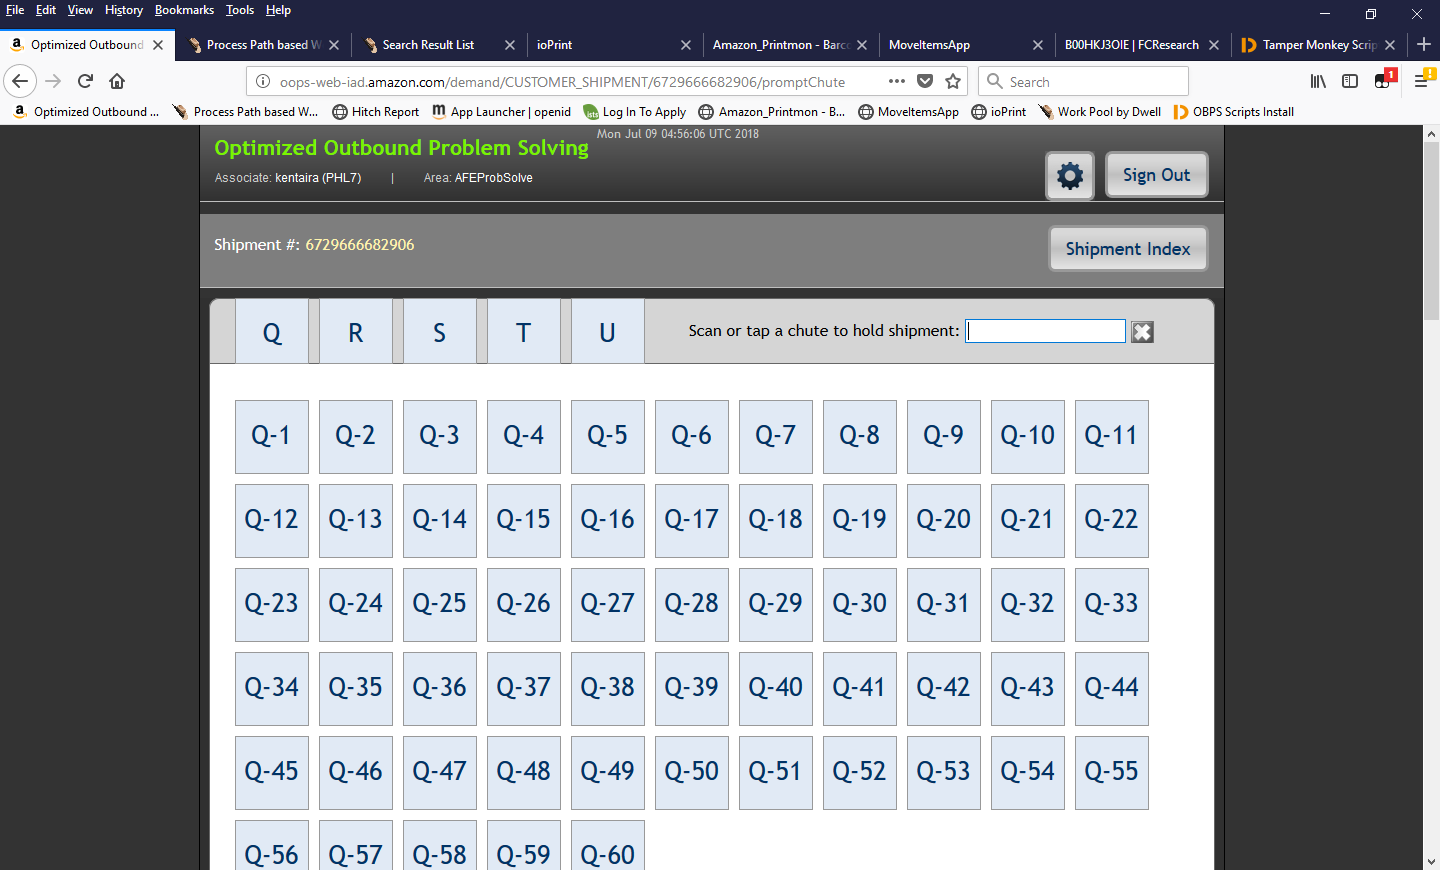 File Edit View History Bookmarks Tools Help
Optimized Outbound
Process Path based W
Search Result List
ioPrint
Amazon_Printmon - Barc
MoveItemsApp
B00HKJ3OIE | FCResearch
Tamper Monkey Scrip
oops-web-iad.amazon.com/demand/CUSTOMER_SHIPMENT/6729666682906/promptChute
Search
1
Optimized Outbound ...
Process Path based W...
Hitch Report
App Launcher | openid
Log In To Apply
Amazon_Printmon - B...
MoveItemsApp
ioPrint
Work Pool by Dwell
OBPS Scripts Install
Mon Jul 09 04:56:06 UTC 2018
Optimized Outbound Problem Solving
Associate: kentaira (PHL7) | Area: AFEProbSolve
Sign Out
Shipment #: 6729666682906
Shipment Index
Q R S T U
Scan or tap a chute to hold shipment:
Q-1 Q-2 Q-3 Q-4 Q-5 Q-6 Q-7 Q-8 Q-9 Q-10 Q-11
Q-12 Q-13 Q-14 Q-15 Q-16 Q-17 Q-18 Q-19 Q-20 Q-21 Q-22
Q-23 Q-24 Q-25 Q-26 Q-27 Q-28 Q-29 Q-30 Q-31 Q-32 Q-33
Q-34 Q-35 Q-36 Q-37 Q-38 Q-39 Q-40 Q-41 Q-42 Q-43 Q-44
Q-45 Q-46 Q-47 Q-48 Q-49 Q-50 Q-51 Q-52 Q-53 Q-54 Q-55
Q-56 Q-57 Q-58 Q-59 Q-60